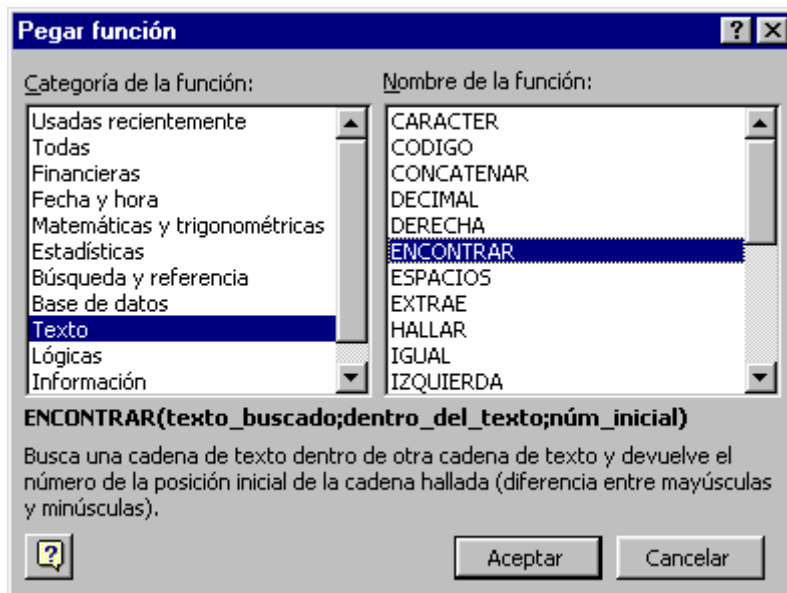 Pegar función
Categoría de la función:
Usadas recientemente
Todas
Financieras
Fecha y hora
Matemáticas y trigonométricas
Estadísticas
Búsqueda y referencia
Base de datos
Texto
Lógicas
Información
Nombre de la función:
CARACTER
CODIGO
CONCATENAR
DECIMAL
DERECHA
ENCONTRAR
ESPACIOS
EXTRAE
HALLAR
IGUAL
IZQUIERDA
ENCONTRAR(texto_buscado;dentro_del_texto;núm_inicial)
Busca una cadena de texto dentro de otra cadena de texto y devuelve el
número de la posición inicial de la cadena hallada (diferencia entre mayúsculas
y minúsculas).
Aceptar
Cancelar